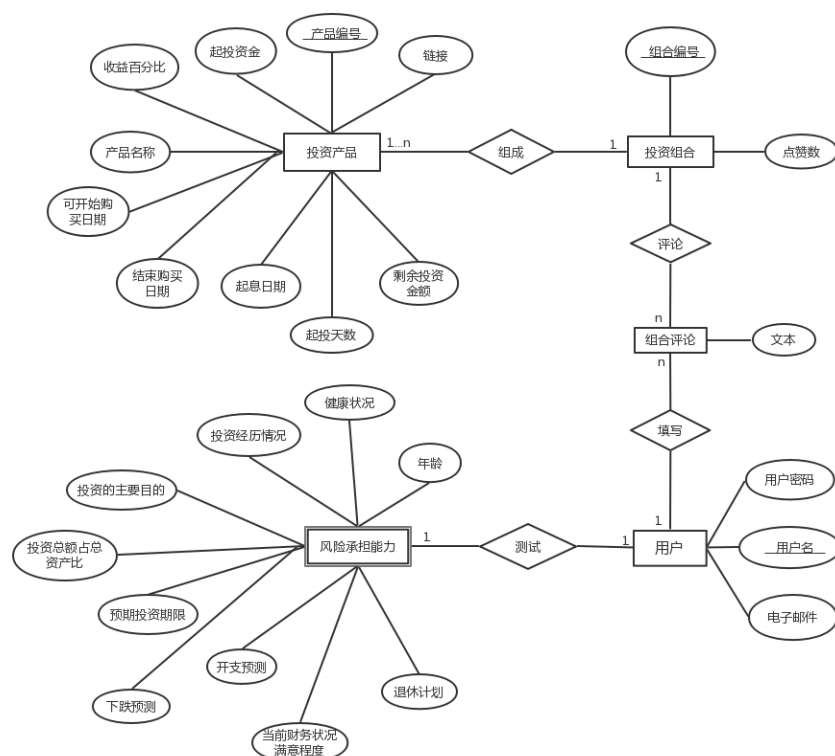 产品编号
起投资金
链接
组合编号
收益百分比
投资产品
1...n
组成
1
投资组合
点赞数
产品名称
1
可开始购
买日期
评论
结束购买
日期
起息日期
剩余投资
金额
n
起投天数
组合评论
文本
n
健康状况
投资经历情况
填写
年龄
投资的主要目的
用户密码
1
投资总额占总
资产比
风险承担能力
1
测试
1
用户
用户名
预期投资期限
电子邮件
开支预测
退休计划
下跌预测
当前财务状况
满意程度